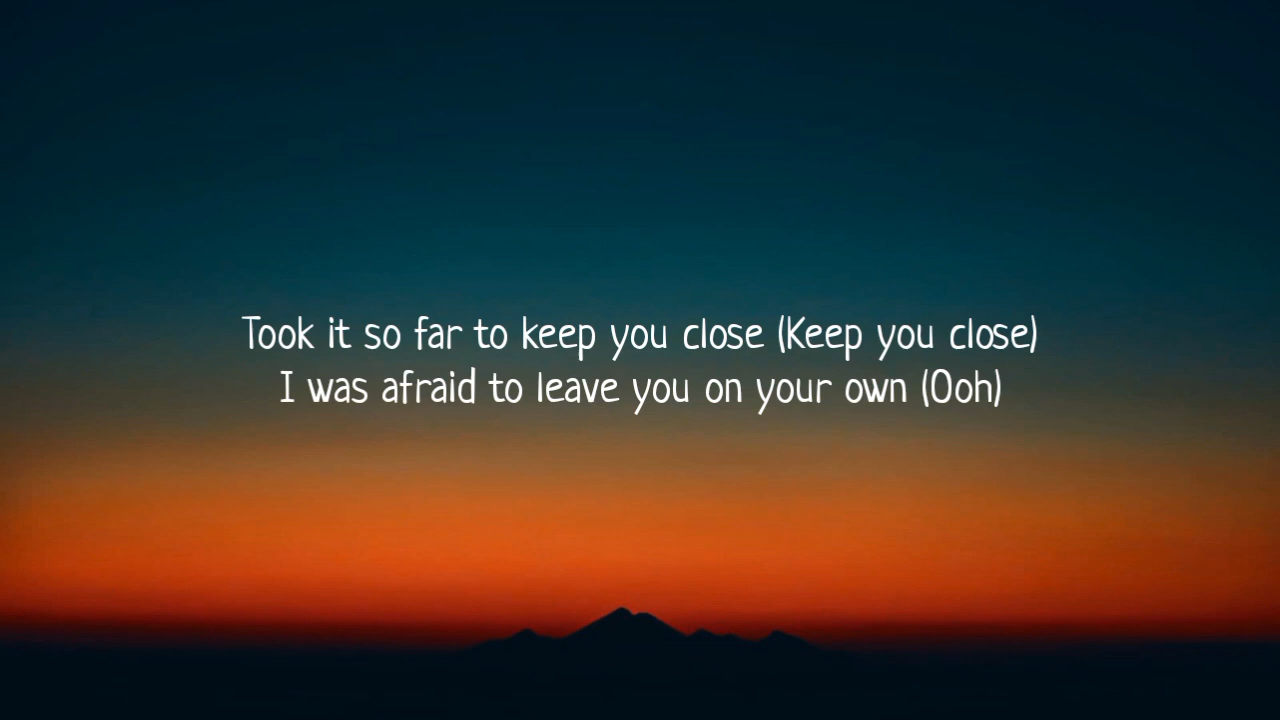 Took it so far to keep you close (Keep you close)
I was afraid to leave you on your own (Ooh)